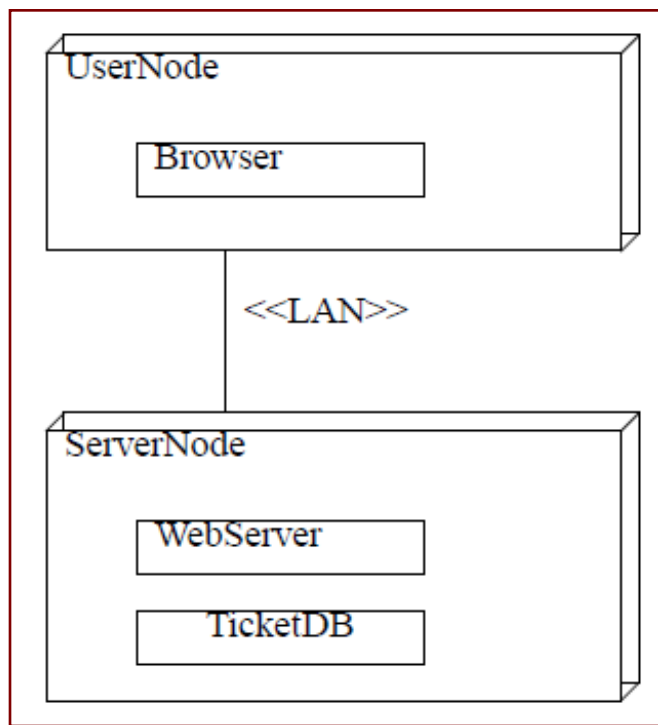 UserNode
Browser
<<LAN>>
ServerNode
WebServer
TicketDB